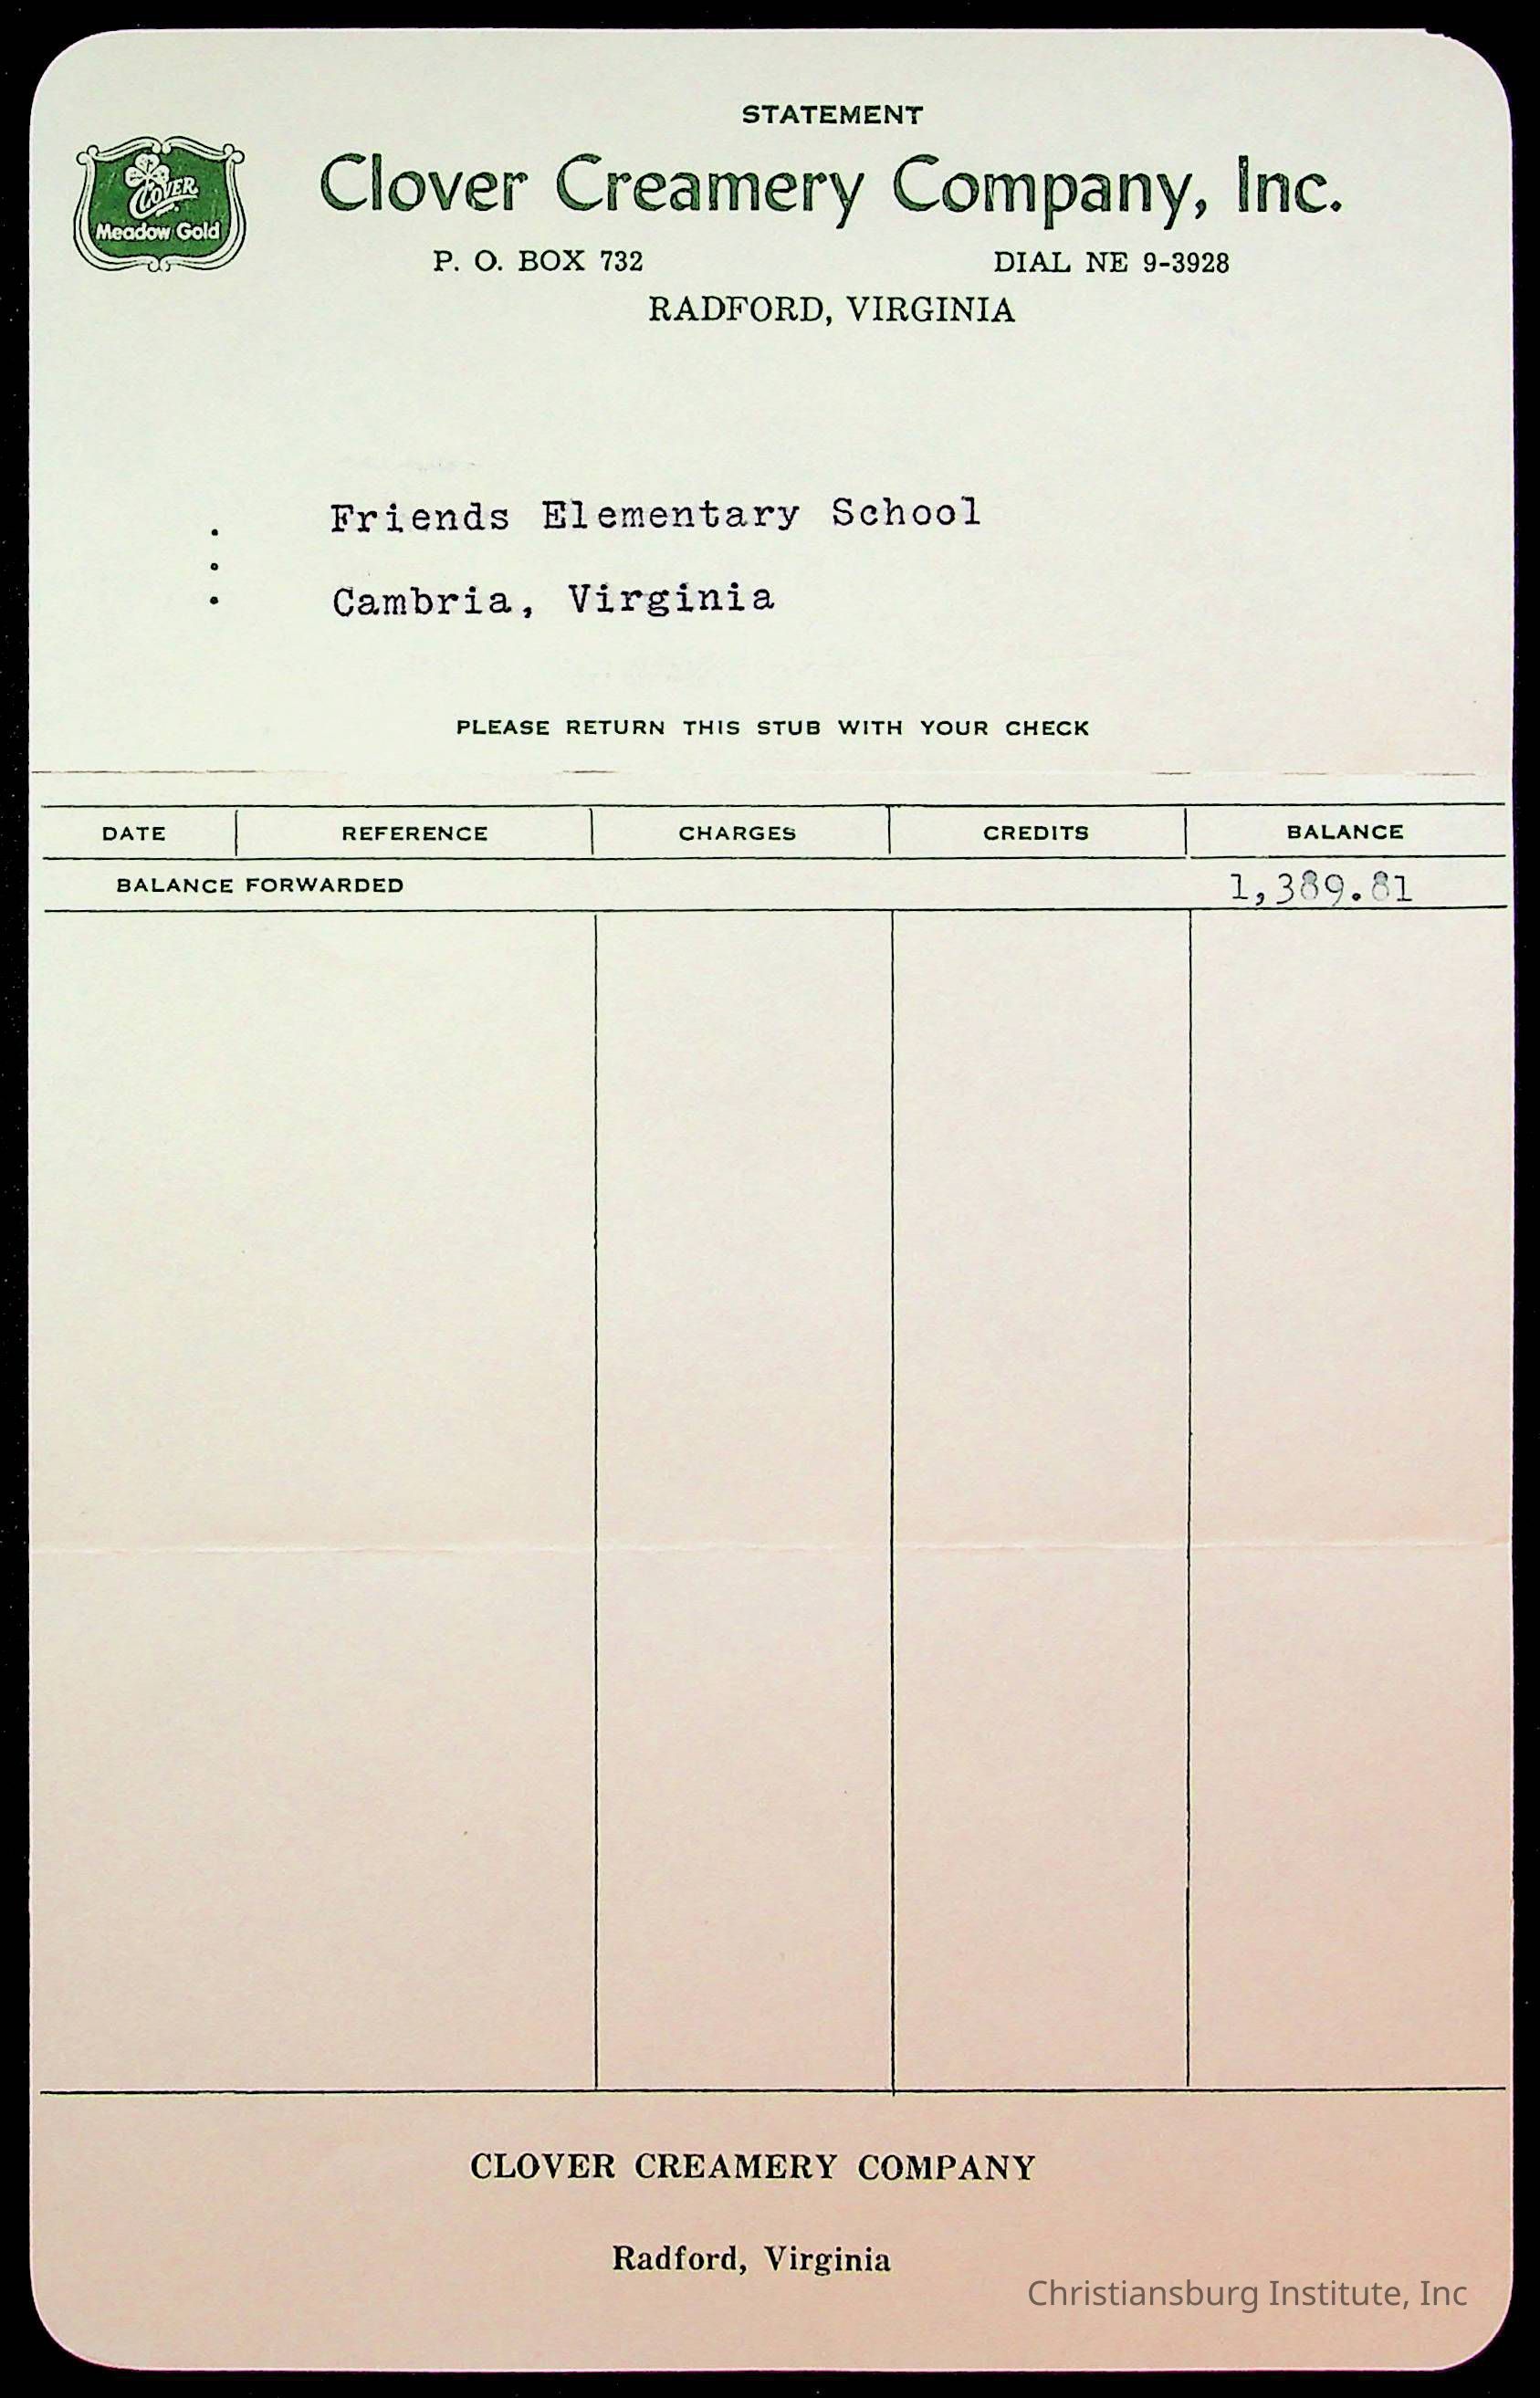 STATEMENT
CLOVER
Meadow Gold
Clover Creamery Company, Inc.
P. O. BOX 732 DIAL NE 9-3928
RADFORD, VIRGINIA
Friends Elementary School
Cambria, Virginia
PLEASE RETURN THIS STUB WITH YOUR CHECK
DATE REFERENCE CHARGES CREDITS BALANCE
BALANCE FORWARDED 1,389.81
CLOVER CREAMERY COMPANY
Radford, Virginia
Christiansburg Institute, Inc